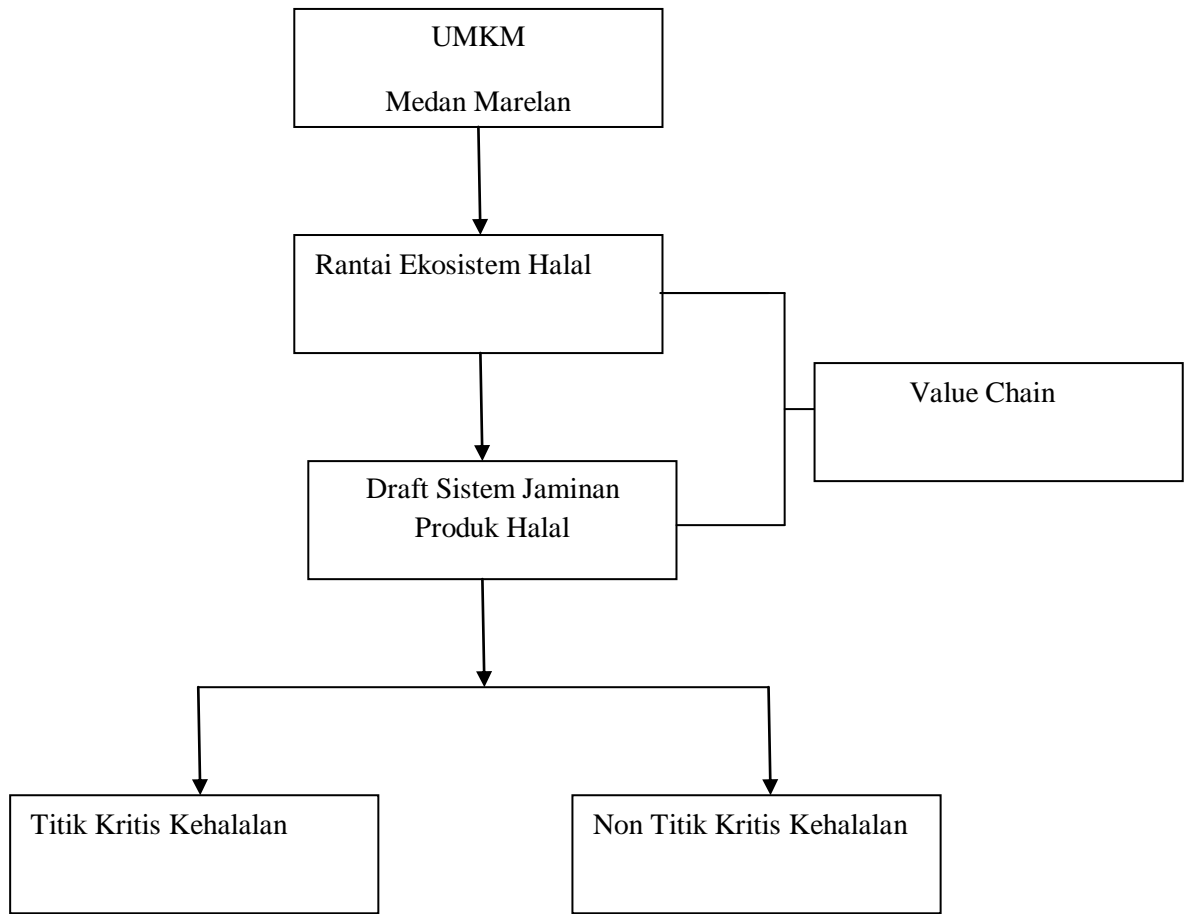 UMKM
Medan Marelan
Rantai Ekosistem Halal
Value Chain
Draft Sistem Jaminan
Produk Halal
Titik Kritis Kehalalan
Non Titik Kritis Kehalalan